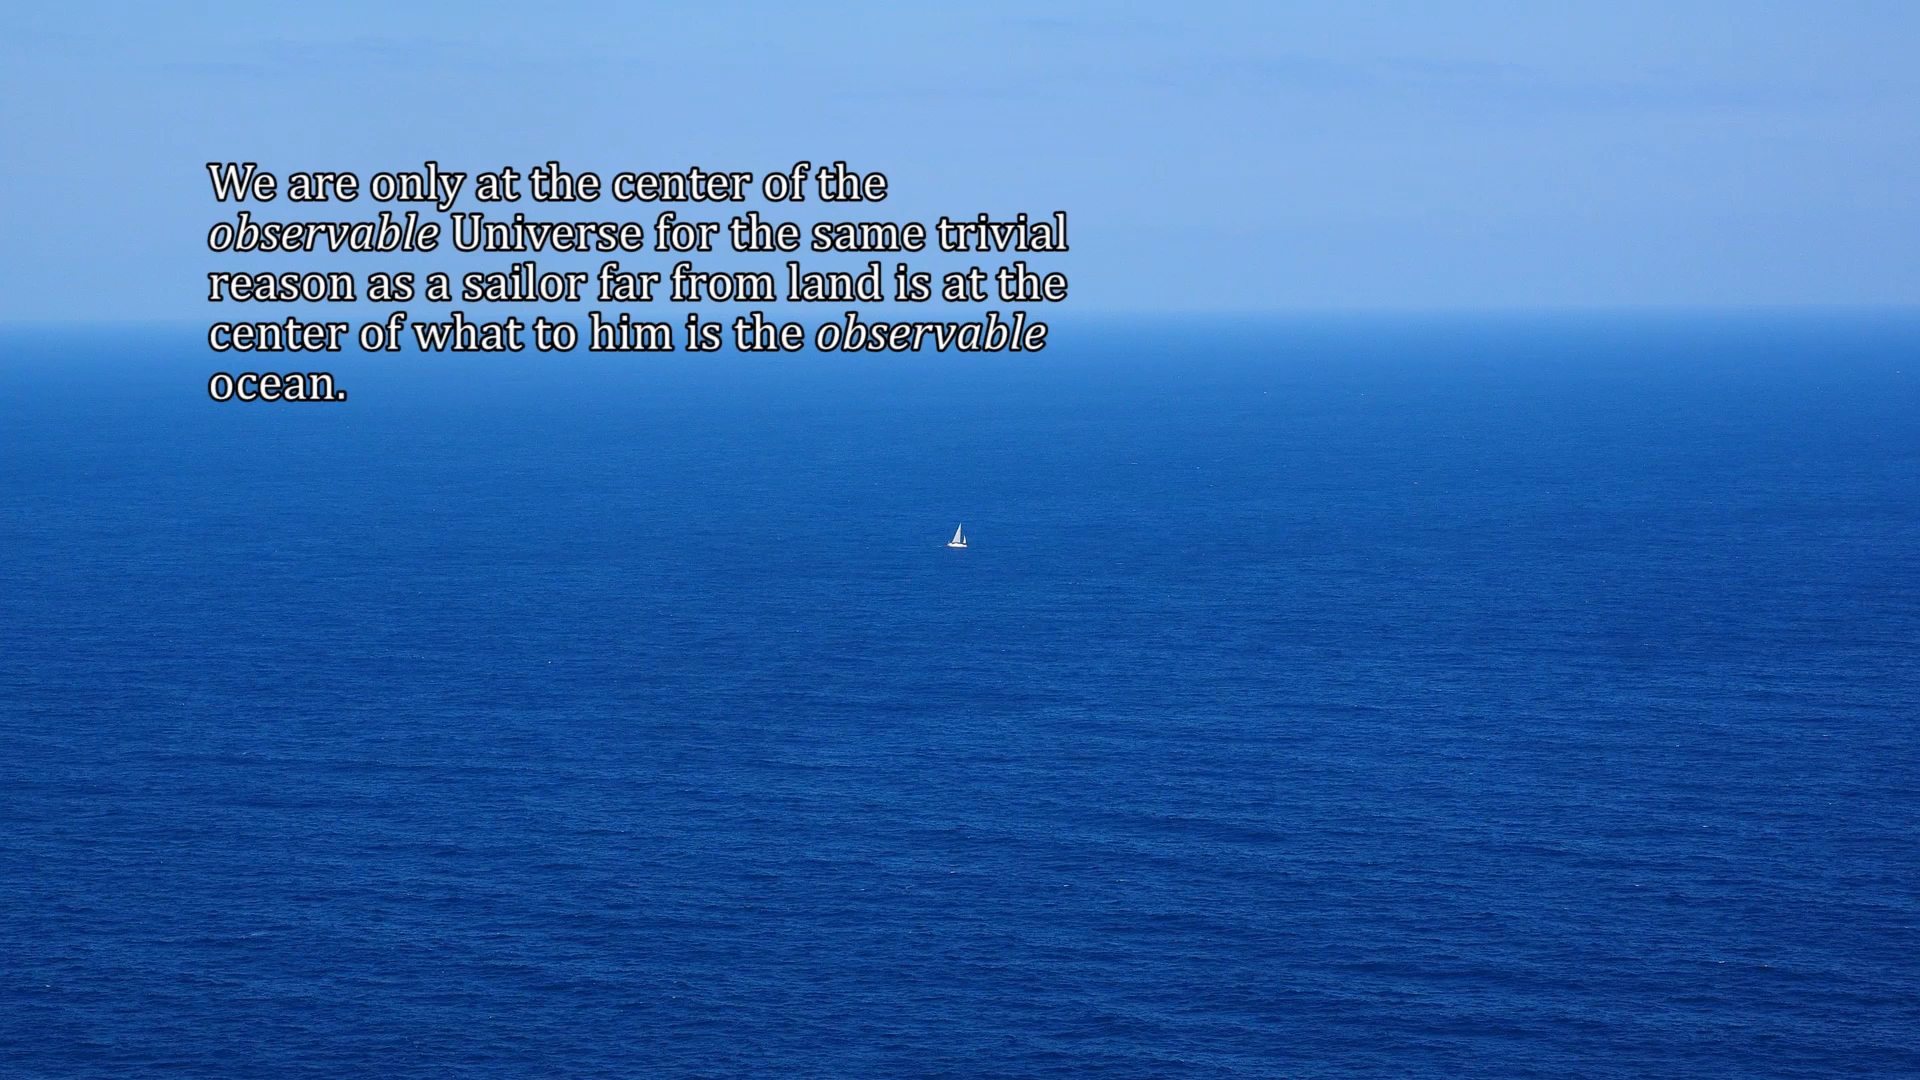 We are only at the center of the
observable Universe for the same trivial
reason as a sailor far from land is at the
center of what to him is the observable
ocean.